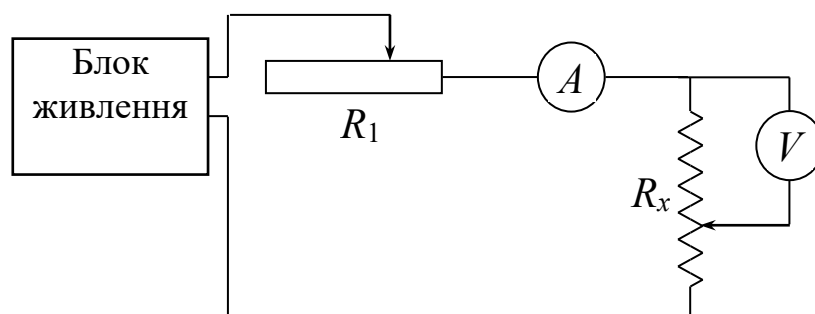 Блок
живлення
R1
A
Rx
V